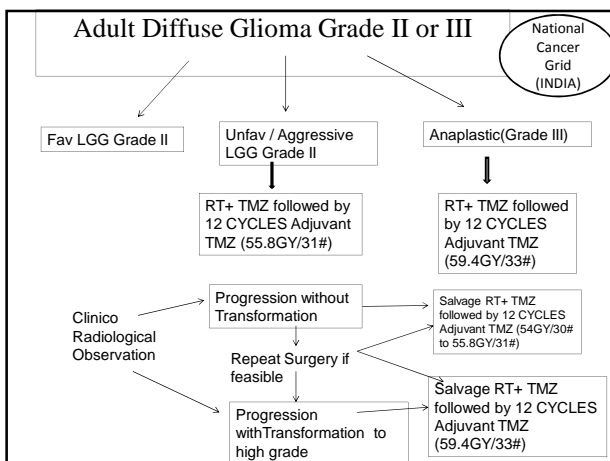 Adult Diffuse Glioma Grade II or III
National
Cancer
Grid
(INDIA)
Fav LGG Grade II
Unfav / Aggressive
LGG Grade II
Anaplastic(Grade III)
RT+ TMZ followed by
12 CYCLES Adjuvant
TMZ (55.8GY/31#)
RT+ TMZ followed
by 12 CYCLES
Adjuvant TMZ
(59.4GY/33#)
Clinico
Radiological
Observation
Progression without
Transformation
Repeat Surgery if
feasible
Progression
withTransformation to
high grade
Salvage RT+ TMZ
followed by 12 CYCLES
Adjuvant TMZ (54GY/30#
to 55.8GY/31#)
Salvage RT+ TMZ
followed by 12 CYCLES
Adjuvant TMZ
(59.4GY/33#)